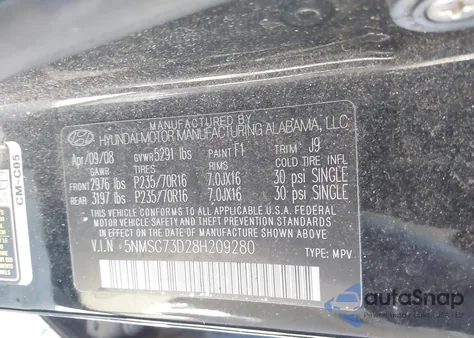 MANUFACTURED BY
HYUNDAI MOTOR MANUFACTURING ALABAMA, LLC
Apr/09/08 GVWR 5291 lbs PAINT F1 TRIM J9
GAWR TIRES RIMS COLD TIRE INFL
FRONT 2976 lbs P235/70R16 7.0JX16 30 psi SINGLE
REAR 3197 lbs P235/70R16 7.0JX16 30 psi SINGLE
THIS VEHICLE CONFORMS TO ALL APPLICABLE U.S.A FEDERAL
MOTOR VEHICLE SAFETY AND THEFT PREVENTION
STANDARDS IN EFFECT ON THE DATE OF MANUFACTURE SHOWN ABOVE.
V.I.N : 5NMSG73D28H209280 TYPE: MPV
CM-C05
autoSnap